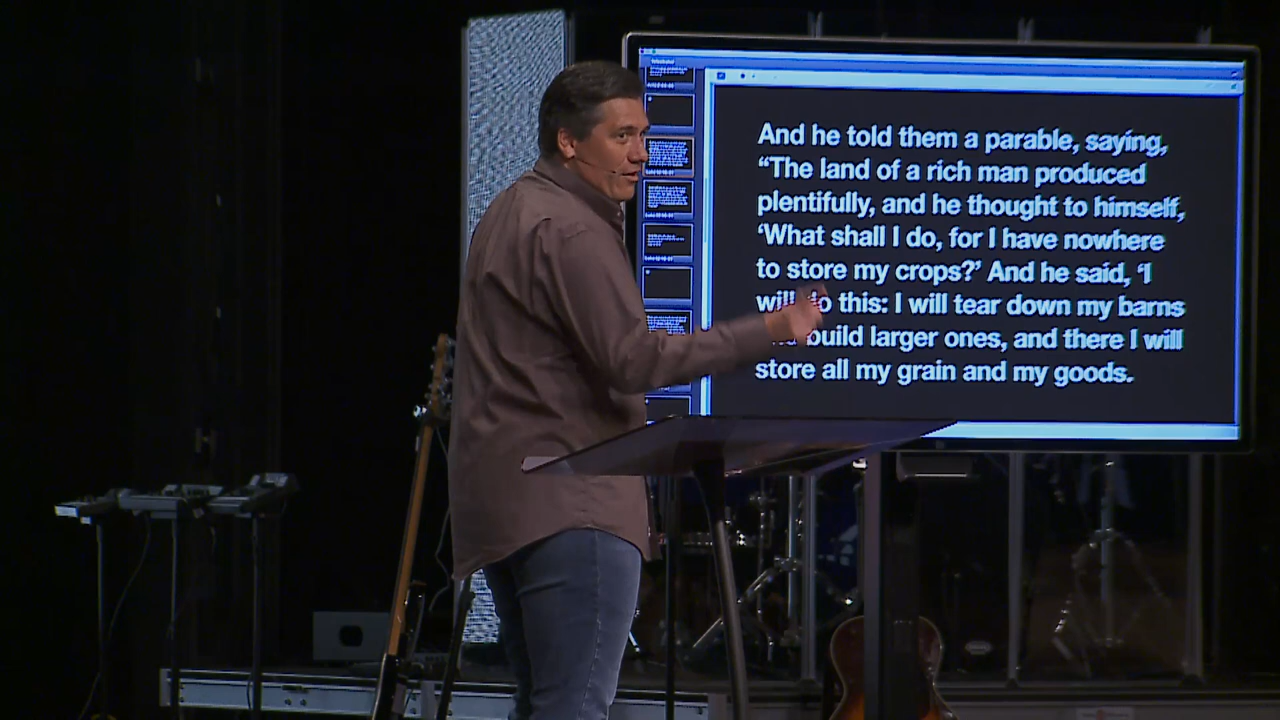 And he told them a parable, saying,
“The land of a rich man produced
plentifully, and he thought to himself,
‘What shall I do, for I have nowhere
to store my crops?’ And he said, ‘I
will do this: I will tear down my barns
build larger ones, and there I will
store all my grain and my goods.